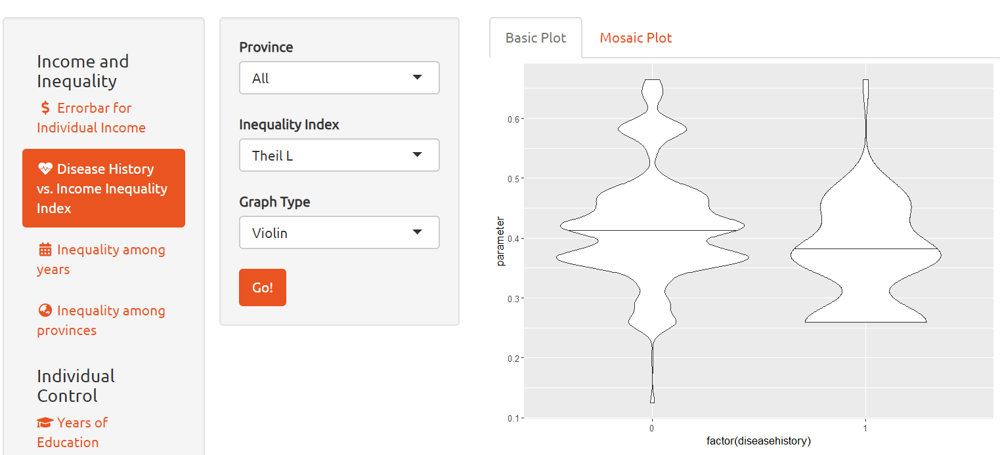 Income and
Inequality
Errorbar for
Individual Income
Disease History
vs. Income Inequality
Index
Inequality among
years
Inequality among
provinces
Individual
Control
Years of
Education
Province
All
Inequality Index
Theil L
Graph Type
Violin
Go!
Basic Plot
Mosaic Plot
parameter
0.6
0.5
0.4
0.3
0.2
0.1
0
1
factor(diseasehistory)